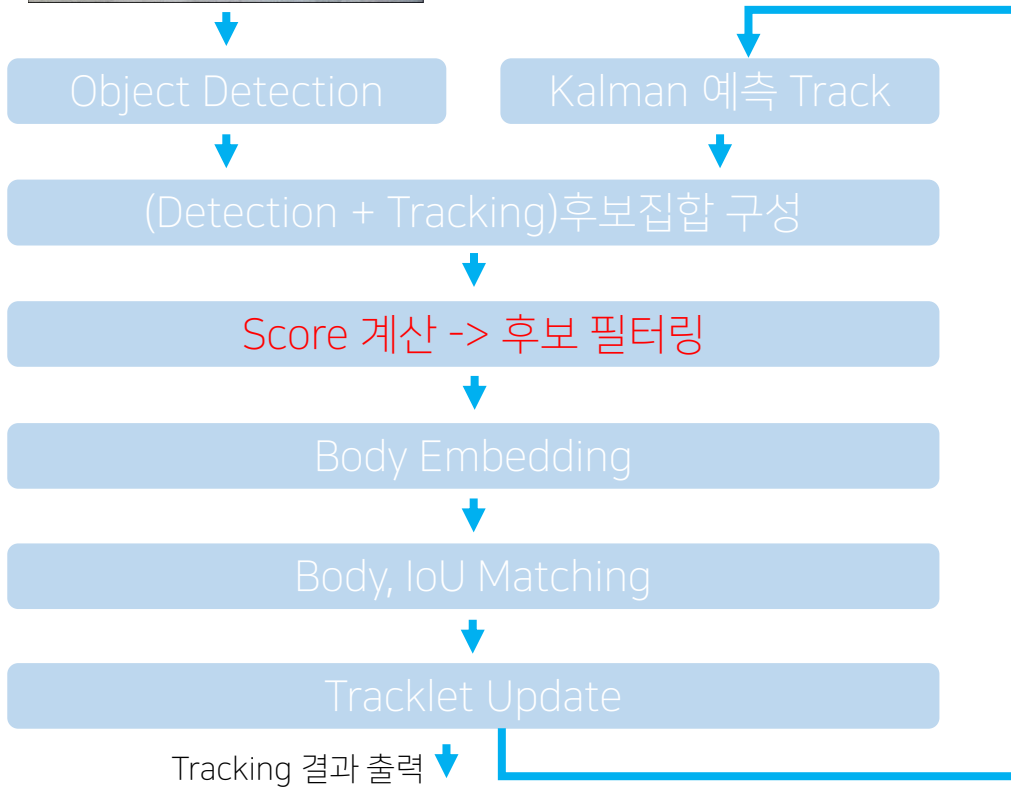 Object Detection
Kalman 예측 Track
(Detection + Tracking)후보집합 구성
Score 계산 -> 후보 필터링
Body Embedding
Body, IoU Matching
Tracklet Update
Tracking 결과 출력